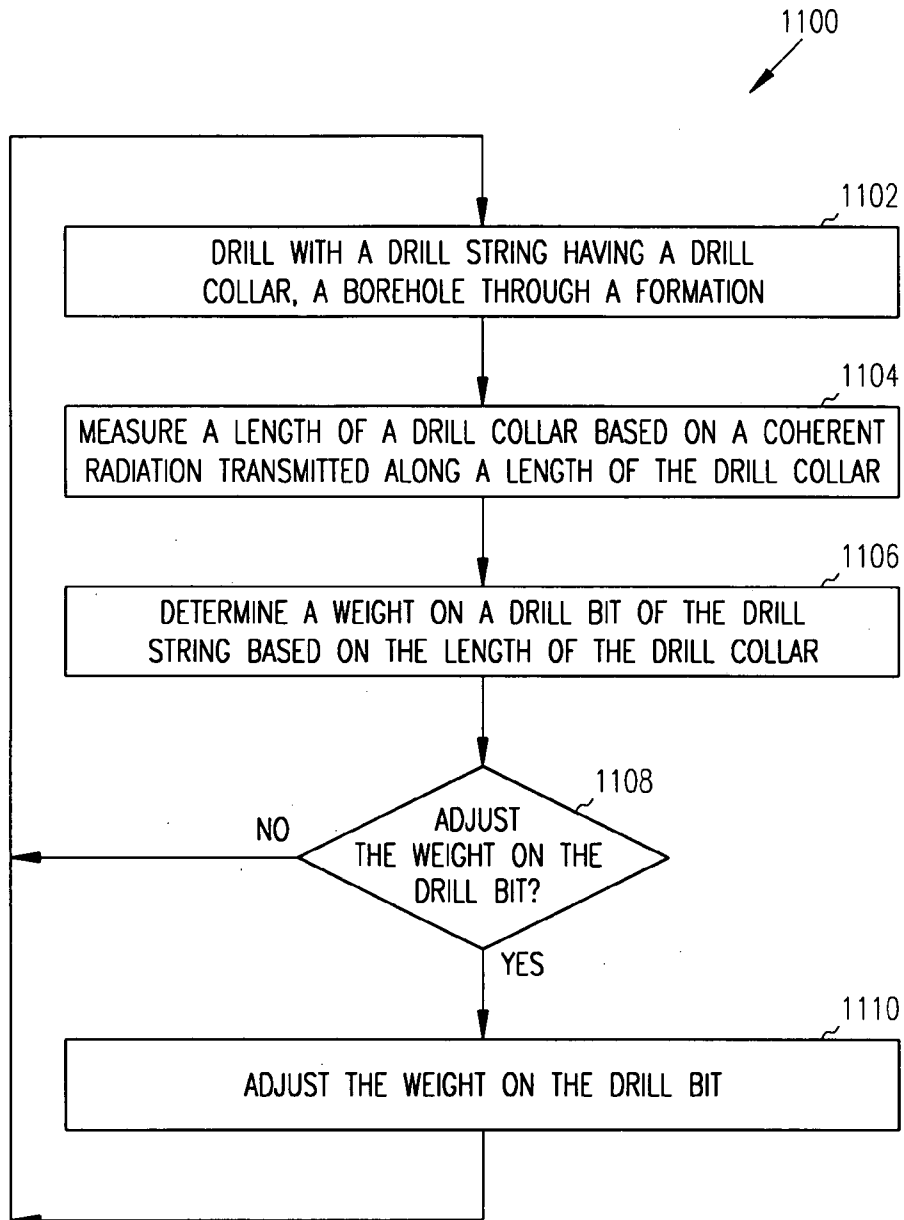 1100
1102
DRILL WITH A DRILL STRING HAVING A DRILL
COLLAR, A BOREHOLE THROUGH A FORMATION
1104
MEASURE A LENGTH OF A DRILL COLLAR BASED ON A COHERENT
RADIATION TRANSMITTED ALONG A LENGTH OF THE DRILL COLLAR
1106
DETERMINE A WEIGHT ON A DRILL BIT OF THE DRILL
STRING BASED ON THE LENGTH OF THE DRILL COLLAR
1108
ADJUST
THE WEIGHT ON THE
DRILL BIT?
NO
YES
1110
ADJUST THE WEIGHT ON THE DRILL BIT